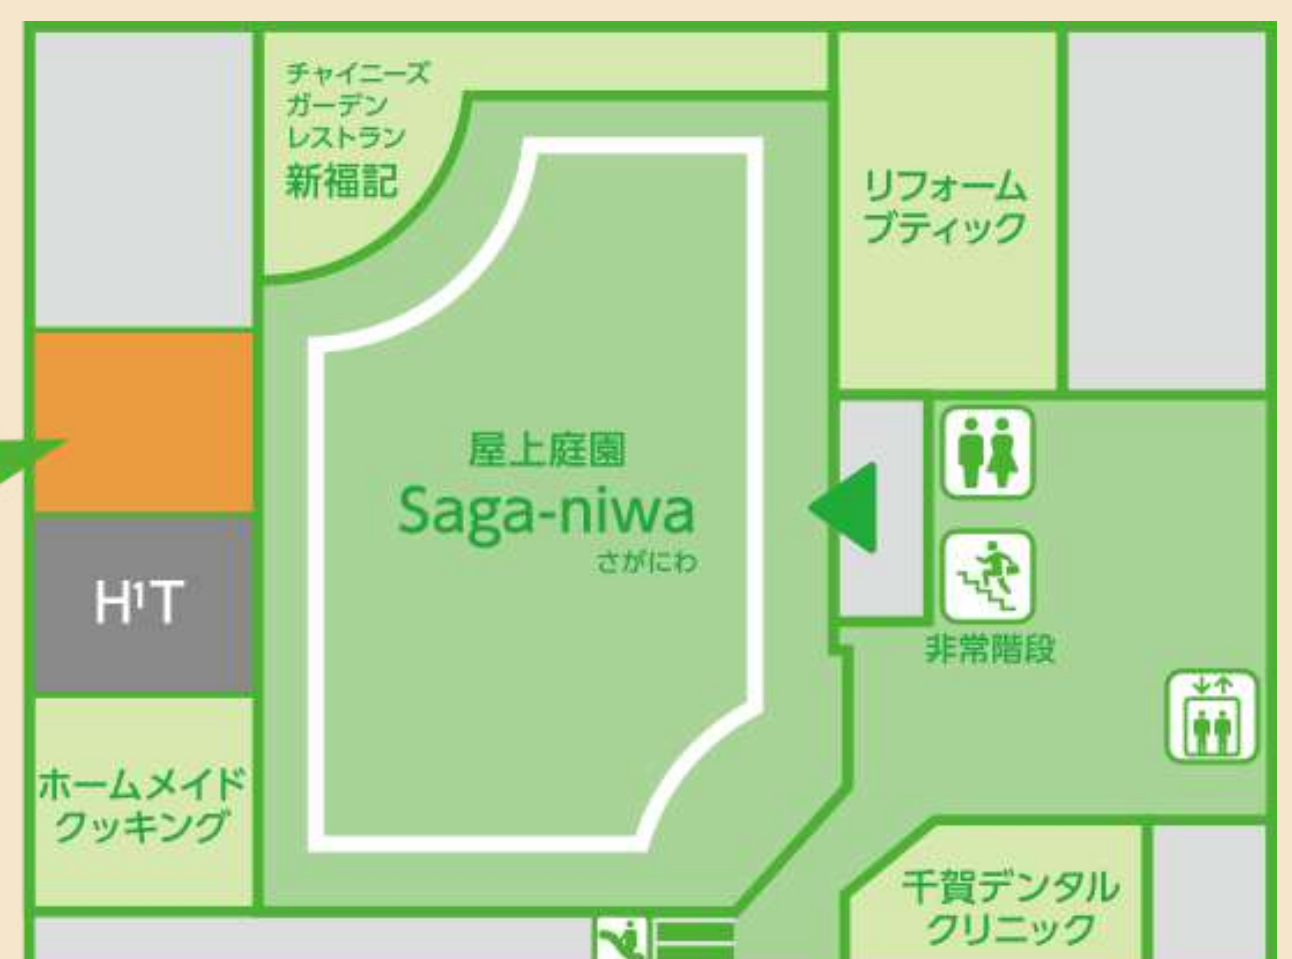 チャイニーズ
ガーデン
レストラン
新福記
リフォーム
ブティック
屋上庭園
Saga-niwa
さがにわ
H¹T
非常階段
ホームメイド
クッキング
千賀デンタル
クリニック